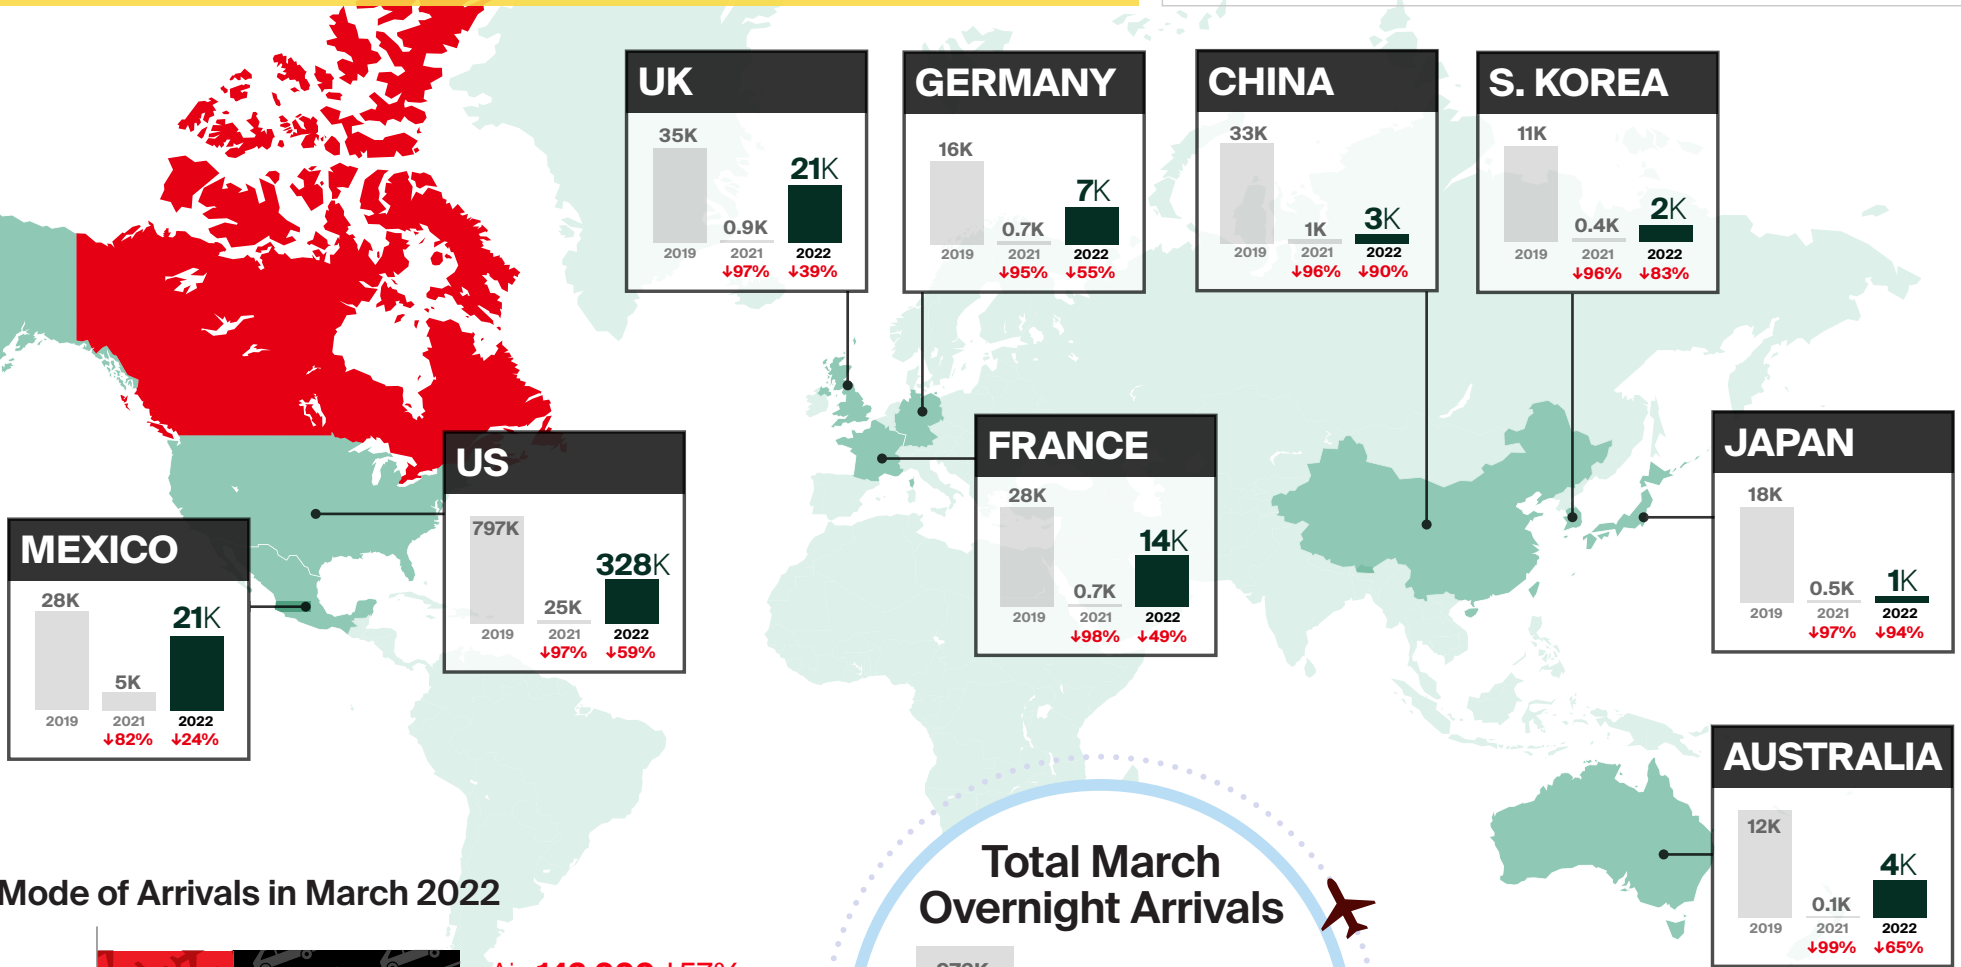 UK
35K
0.9K
21K
2019 2021 2022
↓97% ↓39%
GERMANY
16K
0.7K
7K
2019 2021 2022
↓95% ↓55%
CHINA
33K
1K
3K
2019 2021 2022
↓96% ↓90%
S. KOREA
11K
0.4K
2K
2019 2021 2022
↓96% ↓83%
MEXICO
28K
5K
21K
2019 2021 2022
↓82% ↓24%
US
797K
25K
328K
2019 2021 2022
↓97% ↓59%
FRANCE
28K
0.7K
14K
2019 2021 2022
↓98% ↓49%
JAPAN
18K
0.5K
1K
2019 2021 2022
↓97% ↓94%
AUSTRALIA
12K
0.1K
4K
2019 2021 2022
↓99% ↓65%
Mode of Arrivals in March 2022
Total March
Overnight Arrivals